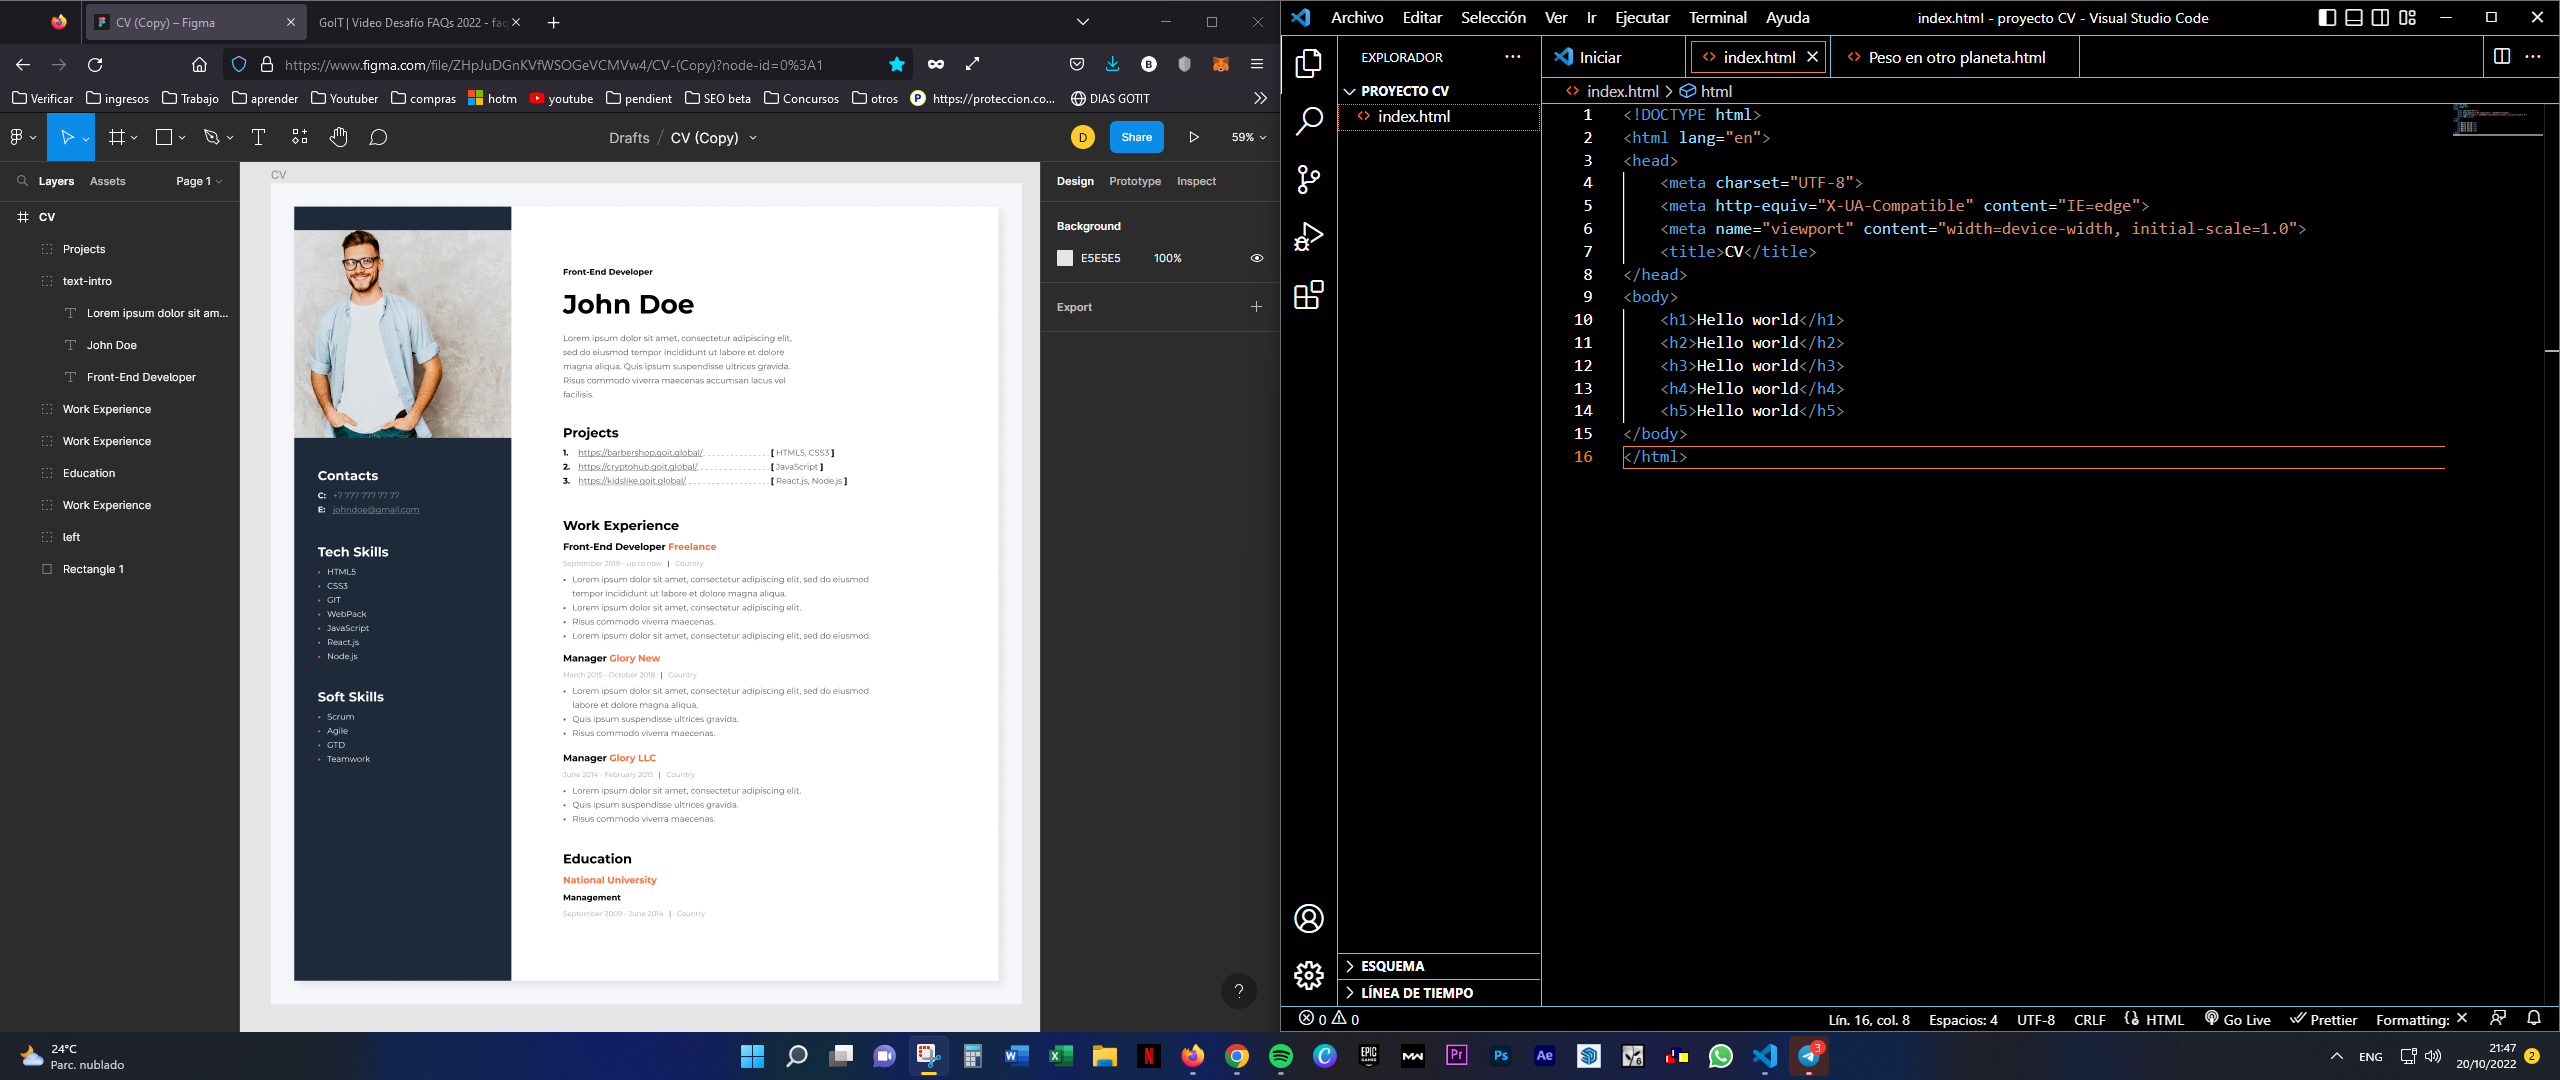 CV (Copy) – Figma
GoIT | Video Desafío FAQs 2022 - faq
https://www.figma.com/file/ZHpJuDGnKVfWSOGeVCMVw4/CV-(Copy)?node-id=0%3A1
Verificar
ingresos
Trabajo
aprender
Youtuber
compras
hotm
youtube
pendient
SEO beta
Concursos
otros
https://proteccion.co...
DIAS GOTIT
Drafts / CV (Copy)
D
Share
59%
Layers
Assets
Page 1
CV
Projects
text-intro
Lorem ipsum dolor sit am...
John Doe
Front-End Developer
Work Experience
Work Experience
Education
Work Experience
left
Rectangle 1
CV
Contacts
C: +7 777 777 77 77
E: johndoe@gmail.com
Tech Skills
• HTML5
• CSS3
• GIT
• WebPack
• JavaScript
• React.js
• Node.js
Soft Skills
• Scrum
• Agile
• GTD
• Teamwork
Front-End Developer
John Doe
Lorem ipsum dolor sit amet, consectetur adipiscing elit,
sed do eiusmod tempor incididunt ut labore et dolore
magna aliqua. Quis ipsum suspendisse ultrices gravida.
Risus commodo viverra maecenas accumsan lacus vel
facilisis.
Projects
1. https://barbershop.goit.global/ [ HTML5, CSS3 ]
2. https://cryptohub.goit.global/ [ JavaScript ]
3. https://kidslike.goit.global/ [ React.js, Node.js ]
Work Experience
Front-End Developer Freelance
September 2019 - up to now | Country
• Lorem ipsum dolor sit amet, consectetur adipiscing elit, sed do eiusmod
tempor incididunt ut labore et dolore magna aliqua.
• Lorem ipsum dolor sit amet, consectetur adipiscing elit.
• Risus commodo viverra maecenas.
• Lorem ipsum dolor sit amet, consectetur adipiscing elit, sed do eiusmod.
Manager Glory New
March 2015 - October 2018 | Country
• Lorem ipsum dolor sit amet, consectetur adipiscing elit, sed do eiusmod
labore et dolore magna aliqua.
• Quis ipsum suspendisse ultrices gravida.
• Risus commodo viverra maecenas.
Manager Glory LLC
June 2014 - February 2015 | Country
• Lorem ipsum dolor sit amet, consectetur adipiscing elit.
• Quis ipsum suspendisse ultrices gravida.
• Risus commodo viverra maecenas.
Education
National University
Management
September 2009 - June 2014 | Country
Design
Prototype
Inspect
Background
E5E5E5 100%
Export
?
Archivo
Editar
Selección
Ver
Ir
Ejecutar
Terminal
Ayuda
index.html - proyecto CV - Visual Studio Code
EXPLORADOR
PROYECTO CV
index.html
ESQUEMA
LÍNEA DE TIEMPO
Iniciar
index.html
Peso en otro planeta.html
index.html > html
1 <!DOCTYPE html>
2 <html lang="en">
3 <head>
4 <meta charset="UTF-8">
5 <meta http-equiv="X-UA-Compatible" content="IE=edge">
6 <meta name="viewport" content="width=device-width, initial-scale=1.0">
7 <title>CV</title>
8 </head>
9 <body>
10 <h1>Hello world</h1>
11 <h2>Hello world</h2>
12 <h3>Hello world</h3>
13 <h4>Hello world</h4>
14 <h5>Hello world</h5>
15 </body>
16 </html>
0 0
Lín. 16, col. 8
Espacios: 4
UTF-8
CRLF
HTML
Go Live
Prettier
Formatting:
24°C
Parc. nublado
ENG
21:47
20/10/2022
2
3